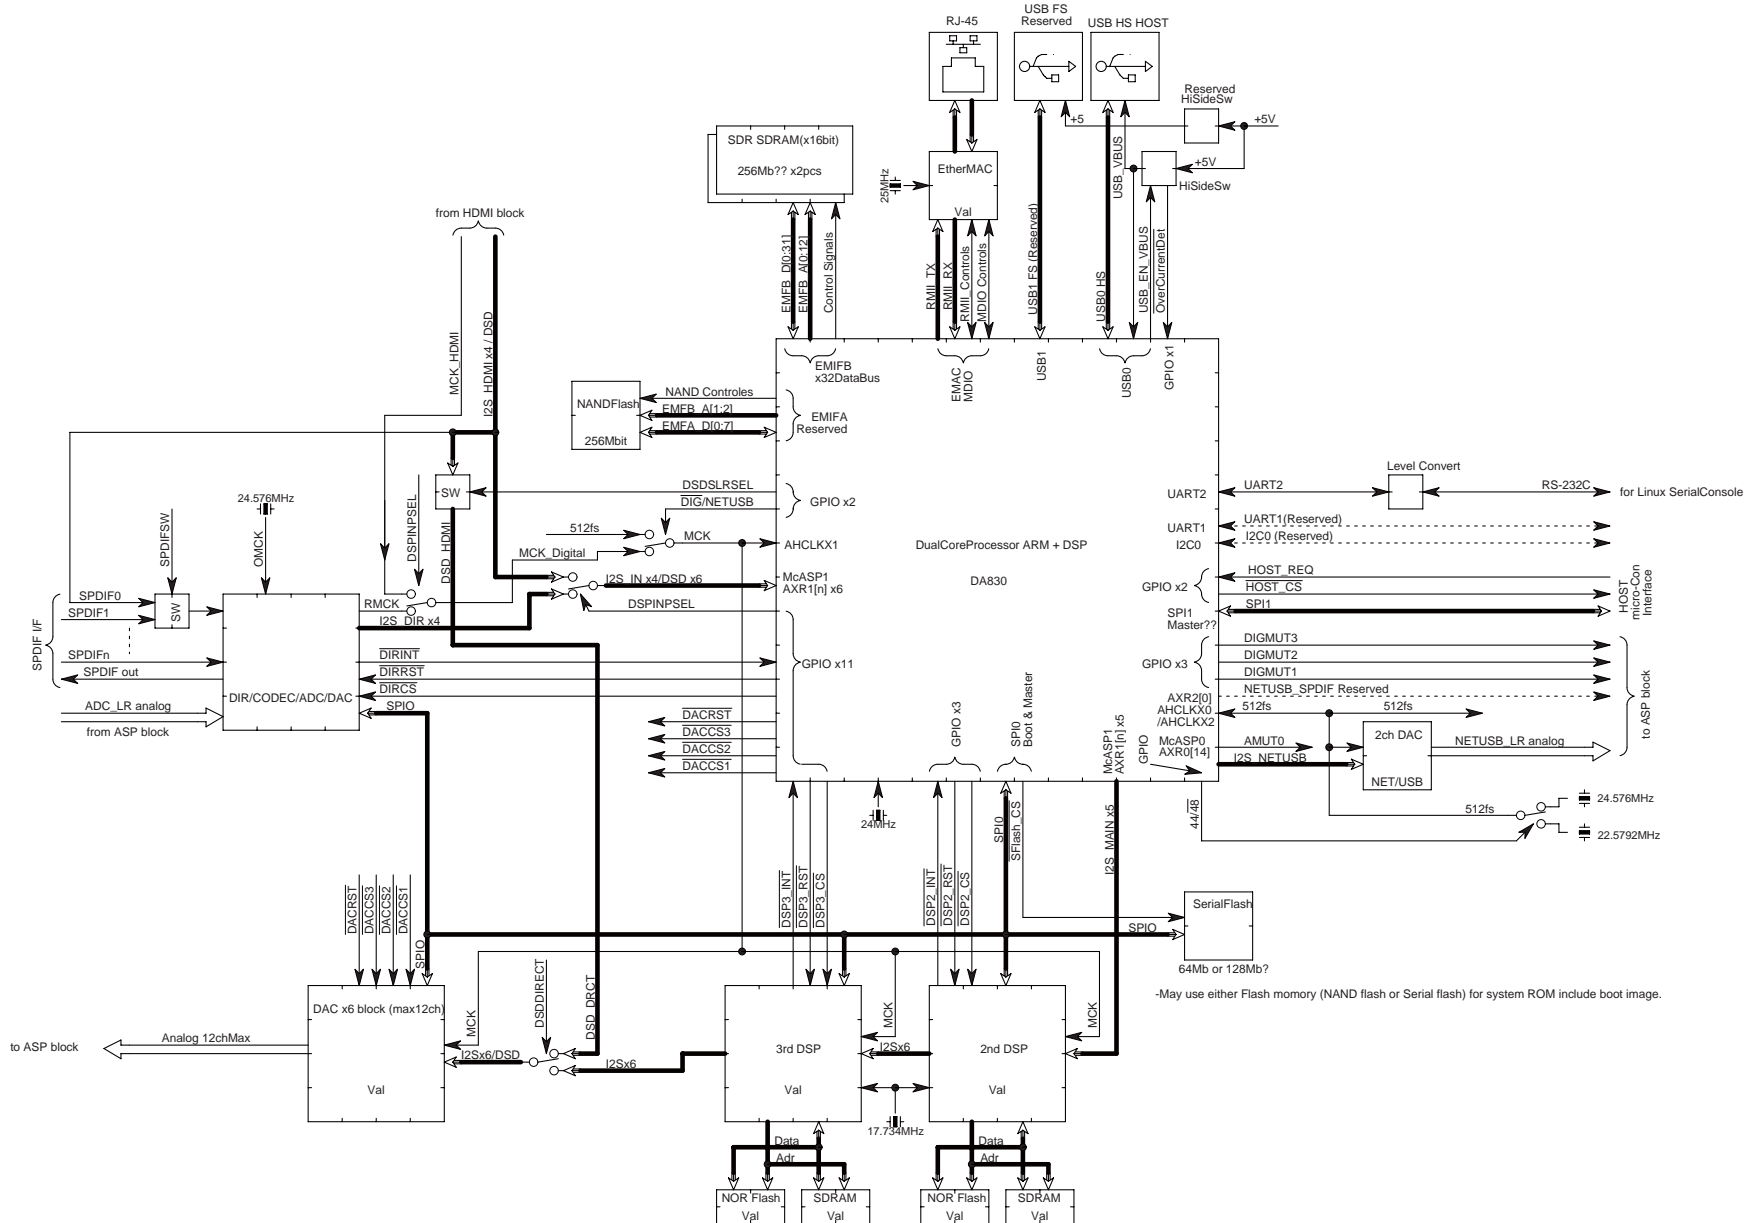 RJ-45
USB FS
Reserved
USB HS HOST
Reserved
HiSideSw
+5
+5V
SDR SDRAM(x16bit)
256Mb?? x2pcs
EtherMAC
Val
25MHz
USB_VBUS
+5V
HiSideSw
from HDMI block
MCK_HDMI
I2S_HDMI x4 / DSD
EMFB_D[0:31]
EMFB_A[0:12]
Control Signals
RMII_TX
RMII_RX
RMII_Controls
MDIO Controls
USB1 FS (Reserved)
USB0 HS
USB_EN_VBUS
OverCurrentDet
EMIFB
x32DataBus
EMAC
MDIO
USB1
USB0
GPIO x1
NANDFlash
256Mbit
NAND Controles
EMFB_A[1:2]
EMFA_D[0:7]
EMIFA
Reserved
SW
DSDSLRSEL
DIG/NETUSB
GPIO x2
UART2
UART2
Level Convert
RS-232C
for Linux SerialConsole
UART1
UART1(Reserved)
I2C0
I2C0 (Reserved)
24.576MHz
OMCK
SPDIFSW
DSPINPSEL
DSD_HDMI
512fs
MCK
AHCLKX1
MCK_Digital
DualCoreProcessor ARM + DSP
DA830
McASP1
AXR1[n] x6
I2S_IN x4/DSD x6
DSPINPSEL
GPIO x2
HOST_REQ
HOST_CS
SPI1
Master??
SPI1
HOST
micro-Con
Interface
SPDIF I/F
SPDIF0
SPDIF1
SW
RMCK
I2S_DIR x4
SPDIFn
SPDIF out
DIRINT
DIRRST
DIRCS
SPIO
DIR/CODEC/ADC/DAC
ADC_LR analog
from ASP block
GPIO x11
GPIO x3
DIGMUT3
DIGMUT2
DIGMUT1
AXR2[0]
NETUSB_SPDIF Reserved
AHCLKX0
/AHCLKX2
512fs
512fs
to ASP block
DACRST
DACCS3
DACCS2
DACCS1
GPIO x3
SPI0
Boot & Master
McASP1
AXR1[n] x5
GPIO
McASP0
AXR0[14]
AMUT0
I2S_NETUSB
2ch DAC
NET/USB
NETUSB_LR analog
24MHz
44/48
512fs
24.576MHz
22.5792MHz
DSP3_INT
DSP3_RST
DSP3_CS
DSP2_INT
DSP2_RST
DSP2_CS
SPI0
SFlash_CS
I2S_MAIN x5
DACRST
DACCS3
DACCS2
DACCS1
SPIO
SPIO
SerialFlash
64Mb or 128Mb?
-May use either Flash momory (NAND flash or Serial flash) for system ROM include boot image.
DAC x6 block (max12ch)
Val
MCK
to ASP block
Analog 12chMax
I2Sx6/DSD
DSDDIRECT
DSD_DRCT
I2Sx6
3rd DSP
Val
MCK
I2Sx6
2nd DSP
Val
MCK
17.734MHz
Data
Adr
Data
Adr
NOR Flash
Val
SDRAM
Val
NOR Flash
Val
SDRAM
Val